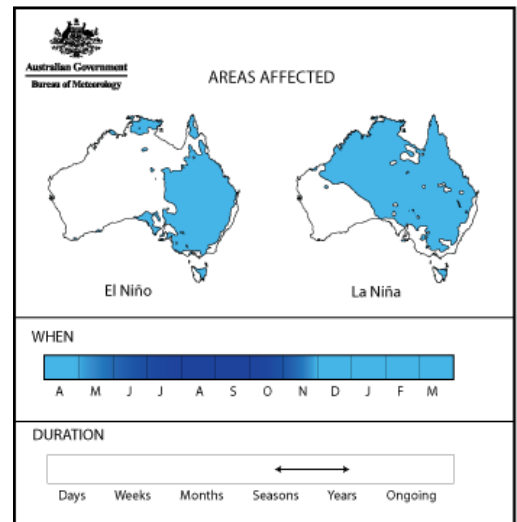 Australian Government
Bureau of Meteorology
AREAS AFFECTED
El Niño
La Niña
WHEN
A M J J A S O N D J F M
DURATION
Days Weeks Months Seasons Years Ongoing